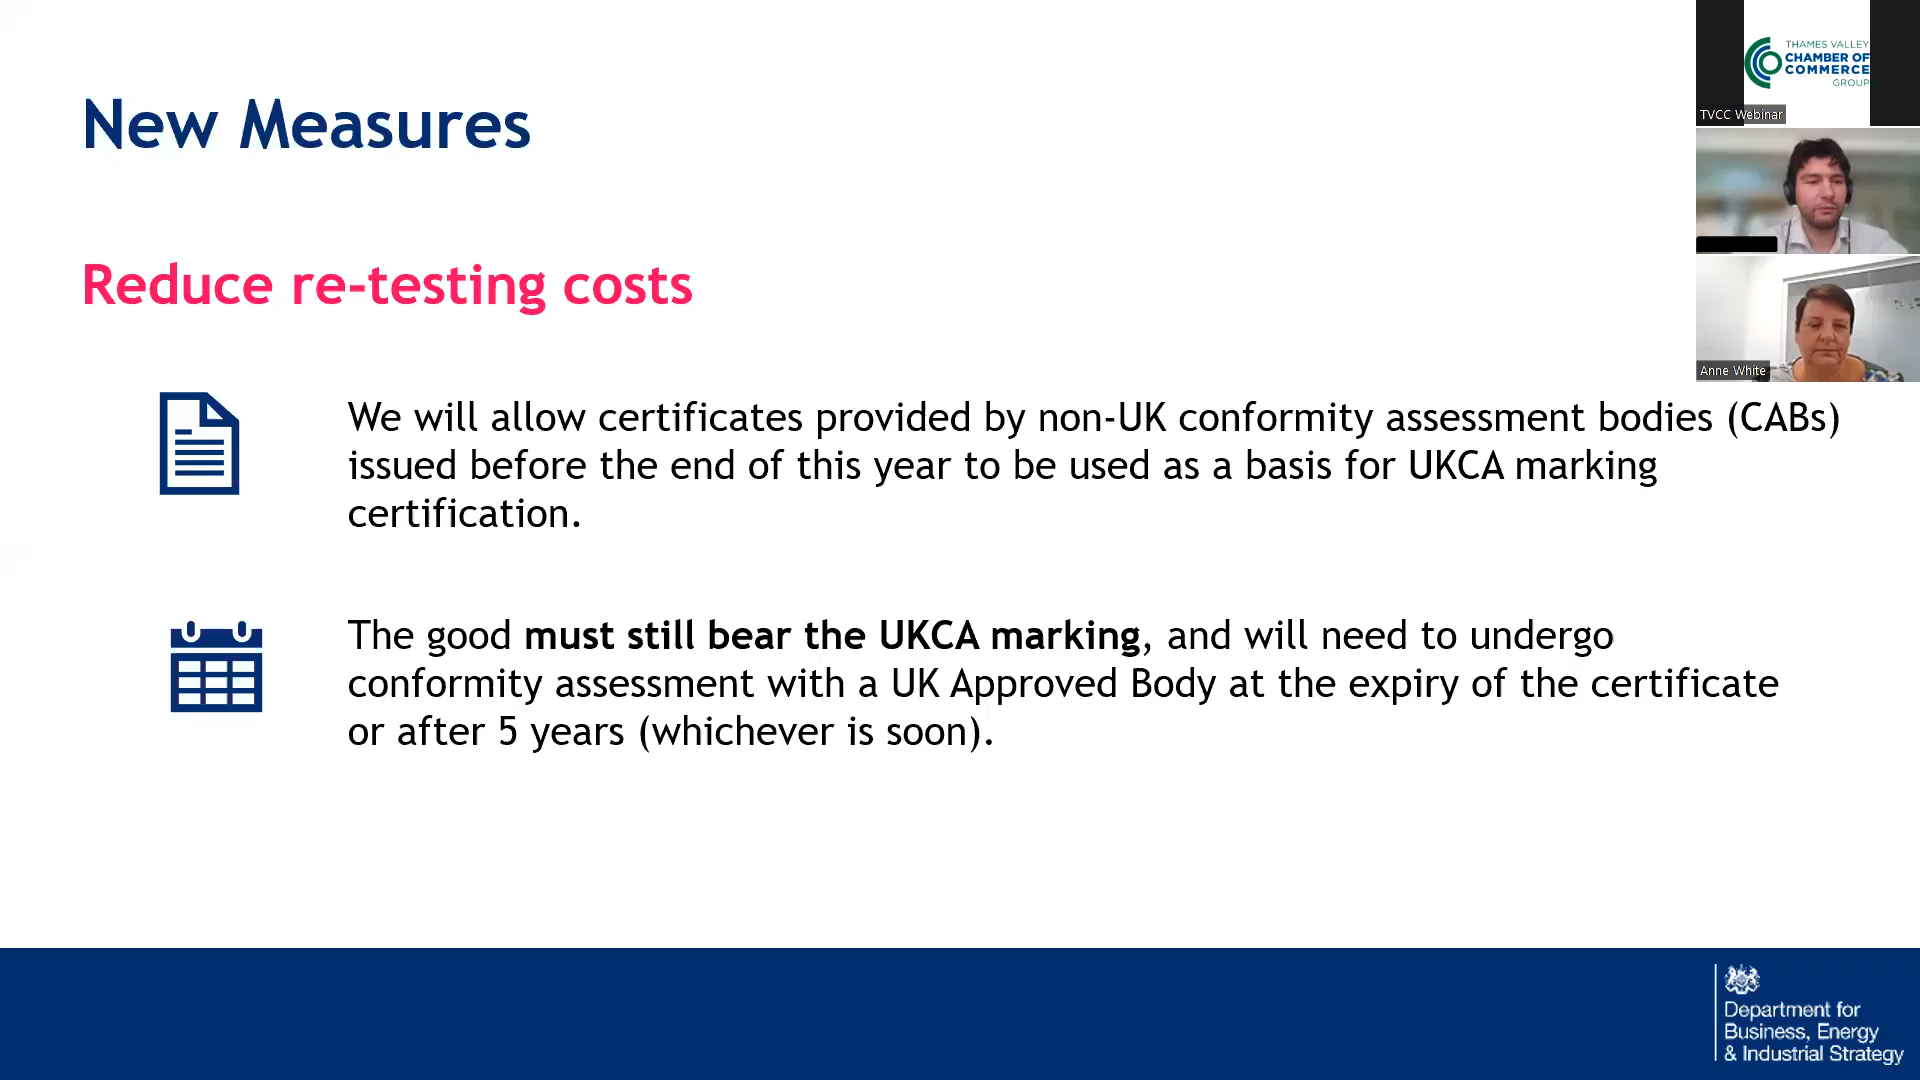 New Measures
Reduce re-testing costs
We will allow certificates provided by non-UK conformity assessment bodies (CABs)
issued before the end of this year to be used as a basis for UKCA marking
certification.
The good must still bear the UKCA marking, and will need to undergo
conformity assessment with a UK Approved Body at the expiry of the certificate
or after 5 years (whichever is soon).
THAMES VALLEY
CHAMBER OF
COMMERCE
GROUP
TVCC Webinar
Anne White
Department for
Business, Energy
& Industrial Strategy